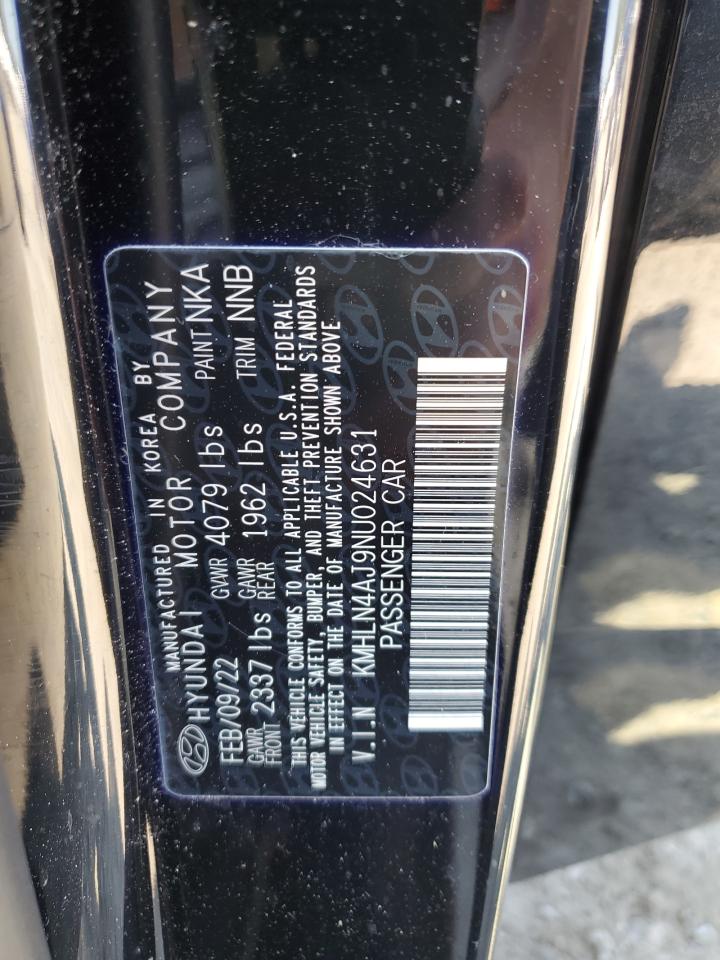 MANUFACTURED IN KOREA BY
HYUNDAI MOTOR COMPANY
FEB/09/22 GVWR 4079 lbs PAINT NKA
GAWR FRONT 2337 lbs GAWR REAR 1962 lbs TRIM NNB
THIS VEHICLE CONFORMS TO ALL APPLICABLE U.S.A. FEDERAL
MOTOR VEHICLE SAFETY, BUMPER, AND THEFT PREVENTION STANDARDS
IN EFFECT ON THE DATE OF MANUFACTURE SHOWN ABOVE
V.I.N KMHLN4AJ9NU024631
PASSENGER CAR